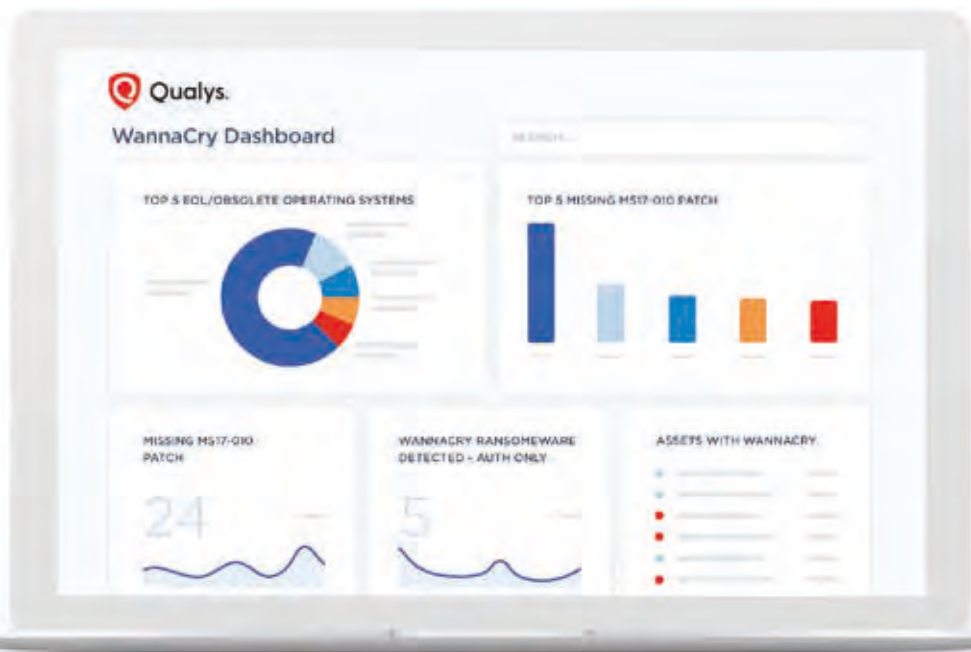 Qualys.
WannaCry Dashboard
SEARCH...
TOP 5 EOL/OBSOLETE OPERATING SYSTEMS
TOP 5 MISSING MS17-010 PATCH
MISSING MS17-010
PATCH
24
WANNACRY RANSOMEWARE
DETECTED - AUTH ONLY
5
ASSETS WITH WANNACRY